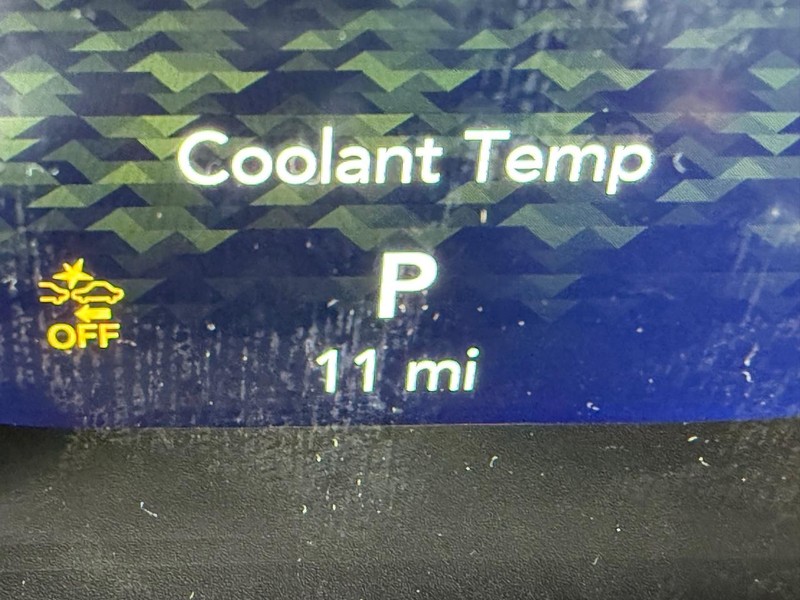 Coolant Temp
P
OFF
11 mi